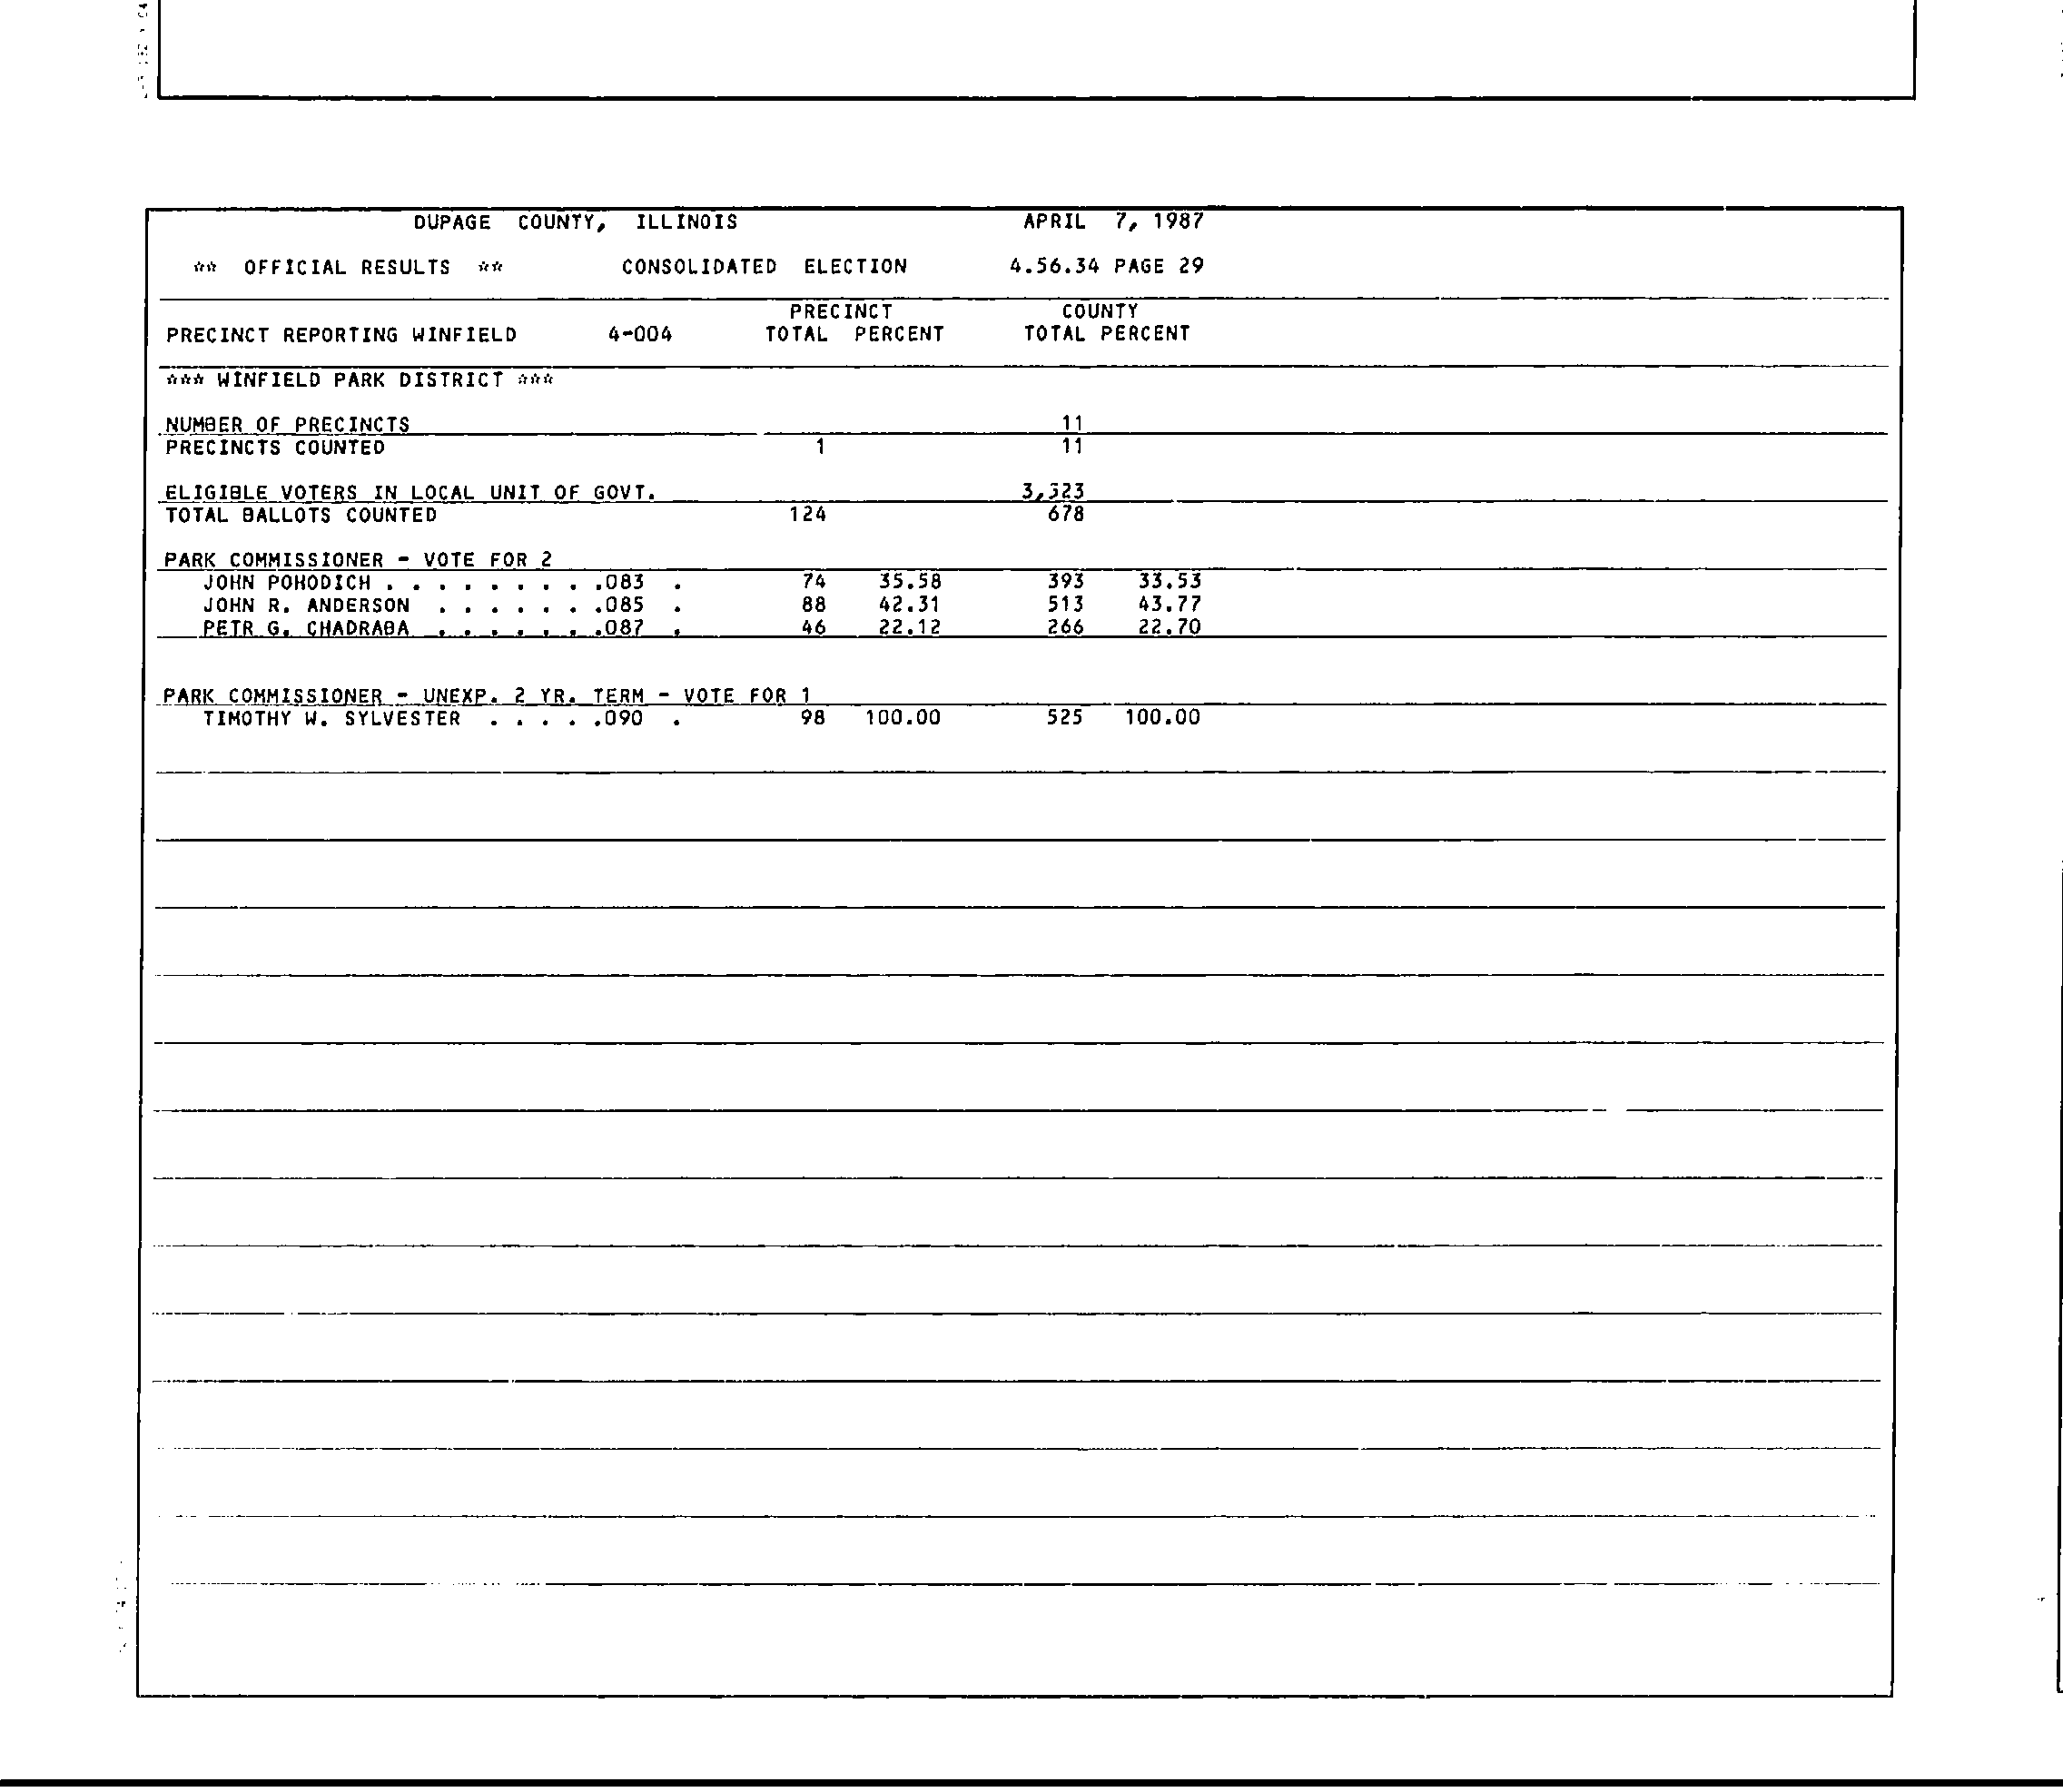 DUPAGE COUNTY, ILLINOIS APRIL 7, 1987
** OFFICIAL RESULTS ** CONSOLIDATED ELECTION 4.56.34 PAGE 29
PRECINCT COUNTY
PRECINCT REPORTING WINFIELD 4-004 TOTAL PERCENT TOTAL PERCENT
*** WINFIELD PARK DISTRICT ***
NUMBER OF PRECINCTS 11
PRECINCTS COUNTED 1 11
ELIGIBLE VOTERS IN LOCAL UNIT OF GOVT. 3,323
TOTAL BALLOTS COUNTED 124 678
PARK COMMISSIONER - VOTE FOR 2
JOHN POHODICH . . . . . . . . .083 . 74 35.58 393 33.53
JOHN R. ANDERSON . . . . . . .085 . 88 42.31 513 43.77
PETR G. CHADRABA . . . . . . .087 . 46 22.12 266 22.70
PARK COMMISSIONER - UNEXP. 2 YR. TERM - VOTE FOR 1
TIMOTHY W. SYLVESTER . . . . .090 . 98 100.00 525 100.00